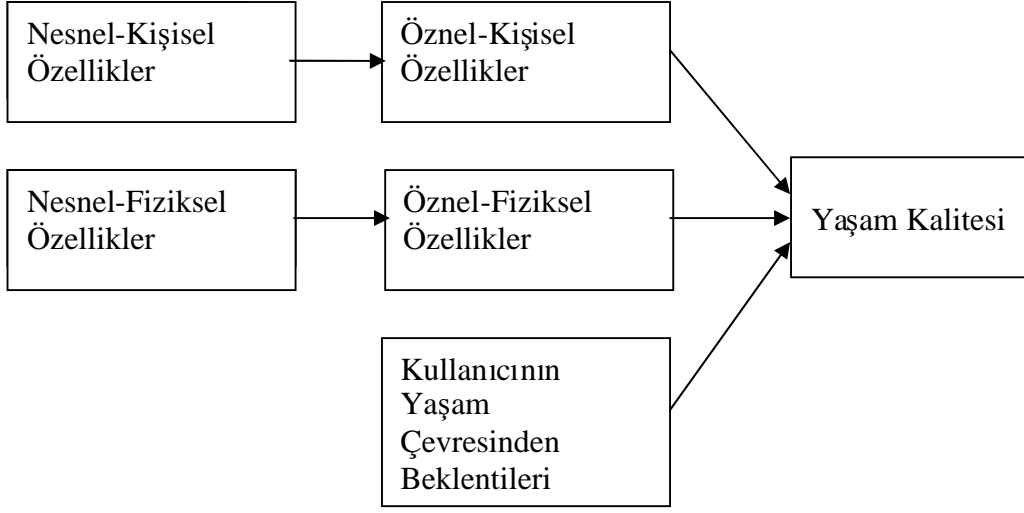 Nesnel-Kişisel
Özellikler
Öznel-Kişisel
Özellikler
Nesnel-Fiziksel
Özellikler
Öznel-Fiziksel
Özellikler
Yaşam Kalitesi
Kullanıcının
Yaşam
Çevresinden
Beklentileri